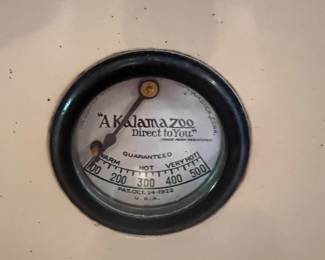 "A Kalamazoo
Direct to You"
GUARANTEED
WARM HOT VERY HOT
100 200 300 400 500
PAT. OCT. 24-1922
U.S.A.